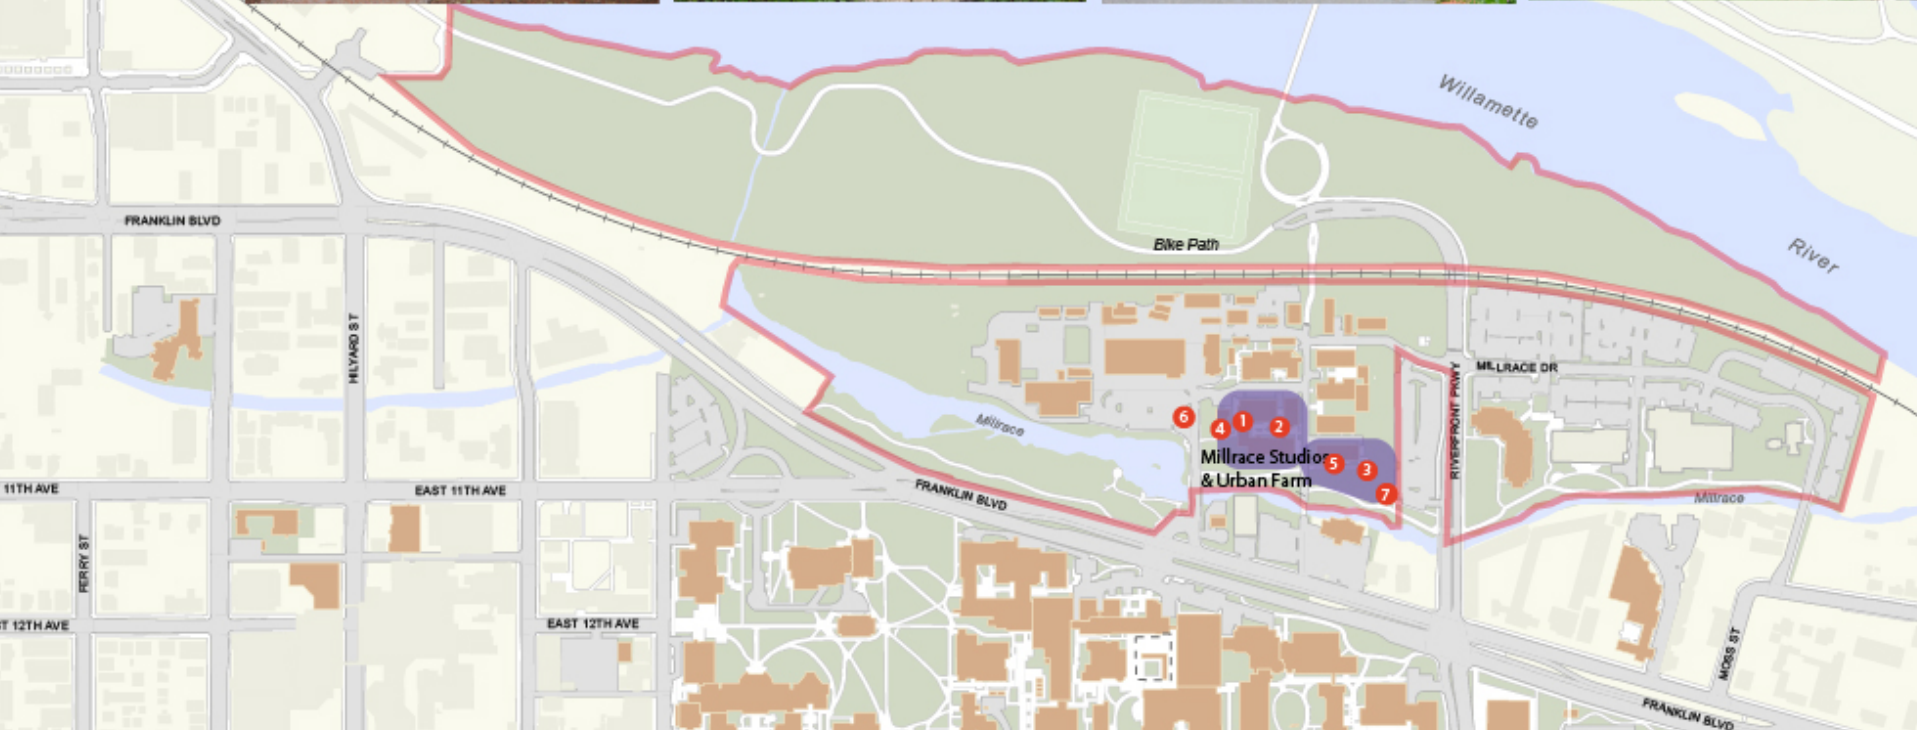 Willamette
River
FRANKLIN BLVD
Bike Path
HILYARD ST
MILLRACE DR
RIVERFRONT PKWY
Millrace
6
4
1
2
Millrace Studios
& Urban Farm
5
3
7
11TH AVE
EAST 11TH AVE
FRANKLIN BLVD
Millrace
FERRY ST
T 12TH AVE
EAST 12TH AVE
MOSS ST
FRANKLIN BLVD